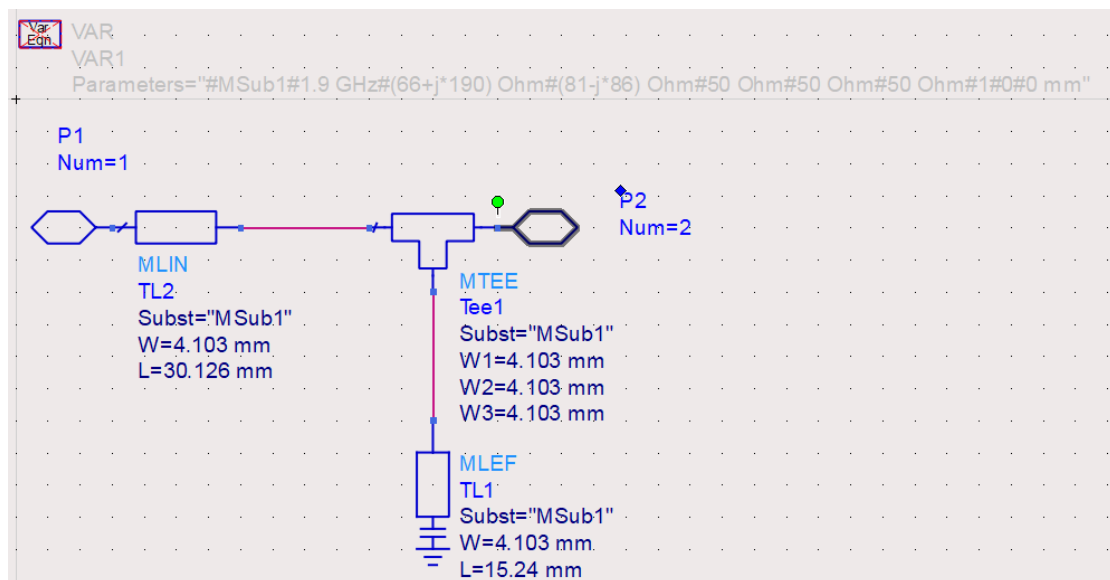 Var
Eqn
VAR
VAR1
Parameters="#MSub1#1.9 GHz#(66+j*190) Ohm#(81-j*86) Ohm#50 Ohm#50 Ohm#50 Ohm#1#0#0 mm"
P1
Num=1
P2
Num=2
MLIN
TL2
Subst="MSub1"
W=4.103 mm
L=30.126 mm
MTEE
Tee1
Subst="MSub1"
W1=4.103 mm
W2=4.103 mm
W3=4.103 mm
MLEF
TL1
Subst="MSub1"
W=4.103 mm
L=15.24 mm